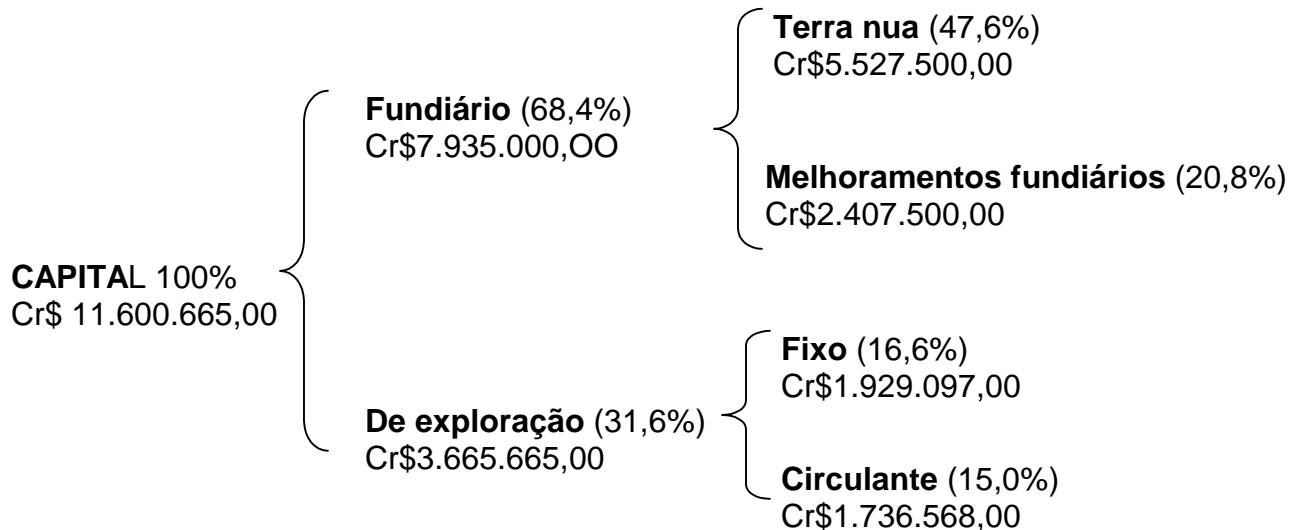 CAPITAL 100%
Cr$ 11.600.665,00
Fundiário (68,4%)
Cr$7.935.000,OO
Terra nua (47,6%)
Cr$5.527.500,00
Melhoramentos fundiários (20,8%)
Cr$2.407.500,00
De exploração (31,6%)
Cr$3.665.665,00
Fixo (16,6%)
Cr$1.929.097,00
Circulante (15,0%)
Cr$1.736.568,00